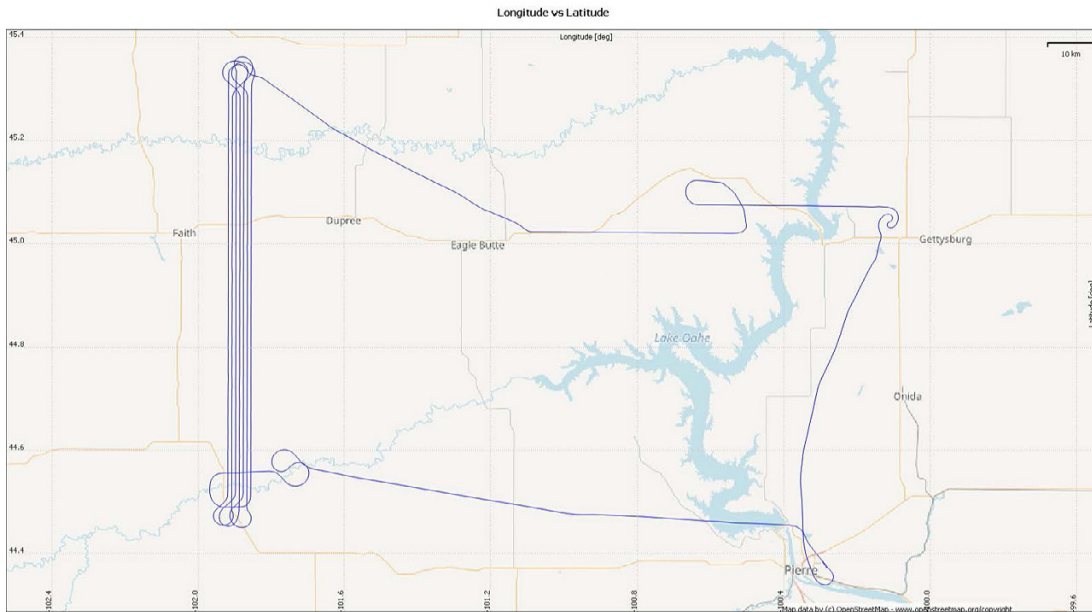 Longitude vs Latitude
45.4
Longitude [deg]
10 km
45.2
Dupree
Faith
45.0
Eagle Butte
Gettysburg
Latitude [deg]
44.8
Lake Oahe
Onida
44.6
44.4
Pierre
-102.4
-102.0
-101.6
-101.2
-100.8
-100.4
-100.0
-99.6
Map data by (c) OpenStreetMap - www.openstreetmap.org/copyright